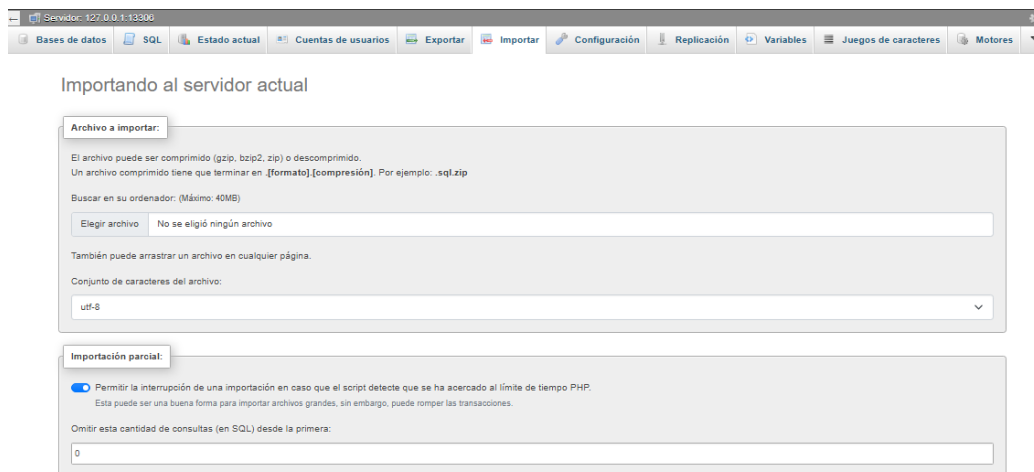 Servidor: 127.0.0.1:13306
Bases de datos SQL Estado actual Cuentas de usuarios Exportar Importar Configuración Replicación Variables Juegos de caracteres Motores
Importando al servidor actual
Archivo a importar:
El archivo puede ser comprimido (gzip, bzip2, zip) o descomprimido.
Un archivo comprimido tiene que terminar en .[formato].[compresión]. Por ejemplo: .sql.zip
Buscar en su ordenador: (Máximo: 40MB)
Elegir archivo No se eligió ningún archivo
También puede arrastrar un archivo en cualquier página.
Conjunto de caracteres del archivo:
utf-8
Importación parcial:
Permitir la interrupción de una importación en caso que el script detecte que se ha acercado al límite de tiempo PHP.
Esta puede ser una buena forma para importar archivos grandes, sin embargo, puede romper las transacciones.
Omitir esta cantidad de consultas (en SQL) desde la primera:
0